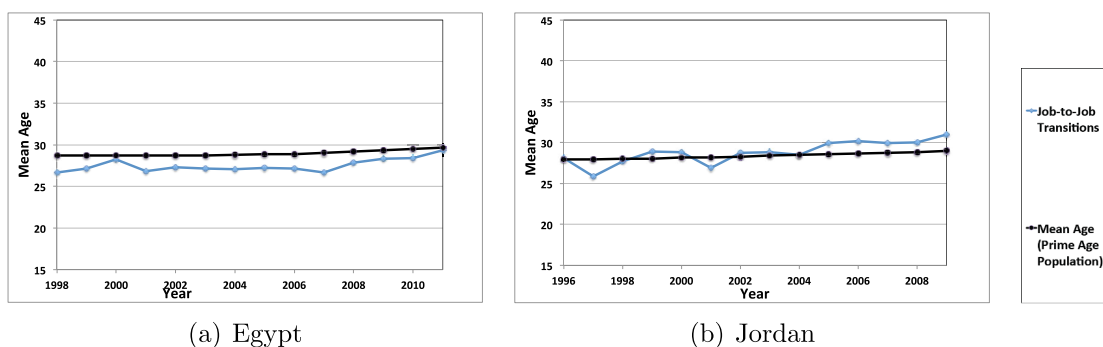 45
40
35
30
25
20
15
Mean Age
1998 2000 2002 2004 2006 2008 2010
Year
(a) Egypt
45
40
35
30
25
20
15
Mean Age
1996 1998 2000 2002 2004 2006 2008
Year
(b) Jordan
Job-to-Job
Transitions
Mean Age
(Prime Age
Population)